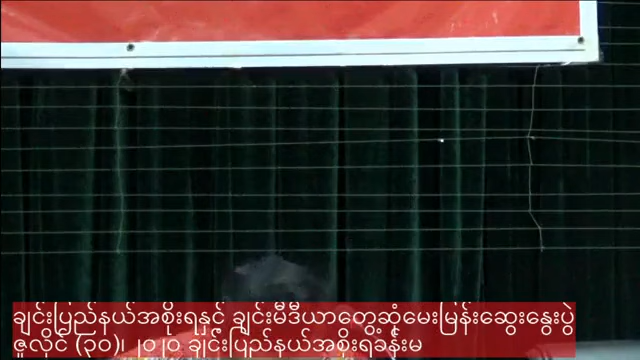 ချင်းပြည်နယ်အစိုးရနှင့် ချင်းမီဒီယာတွေ့ဆုံမေးမြန်းဆွေးနွေးပွဲ
ဇူလိုင် (၃၀)၊ ၂၀၂၀ ချင်းပြည်နယ်အစိုးရခန်းမ